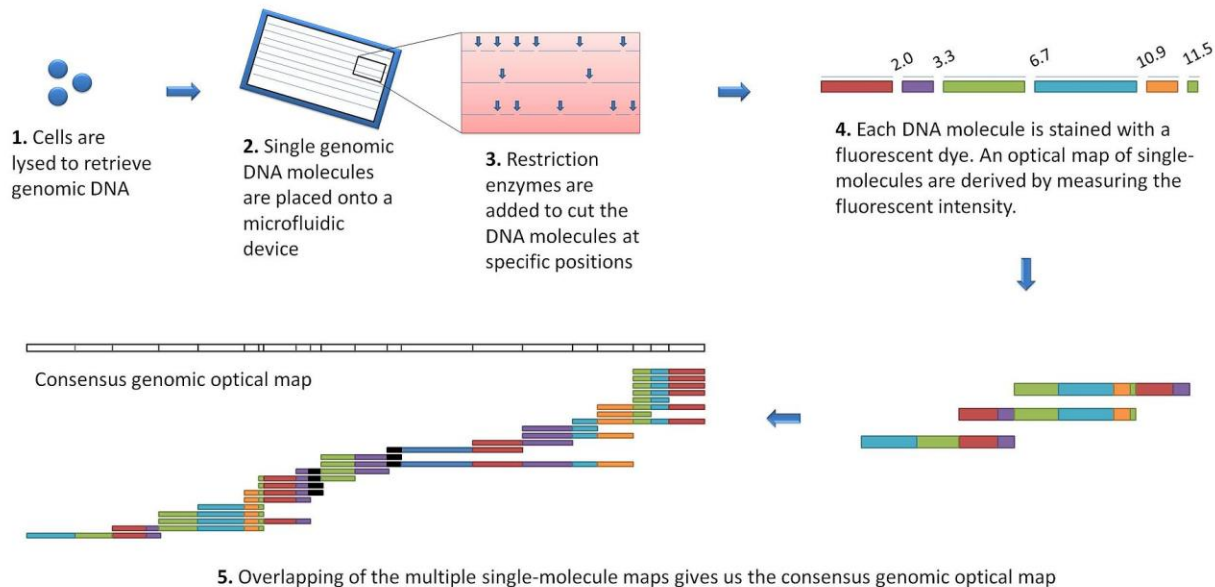 1. Cells are
lysed to retrieve
genomic DNA
2. Single genomic
DNA molecules
are placed onto a
microfluidic
device
3. Restriction
enzymes are
added to cut the
DNA molecules at
specific positions
2.0
3.3
6.7
10.9
11.5
4. Each DNA molecule is stained with a
fluorescent dye. An optical map of single-
molecules are derived by measuring the
fluorescent intensity.
Consensus genomic optical map
5. Overlapping of the multiple single-molecule maps gives us the consensus genomic optical map